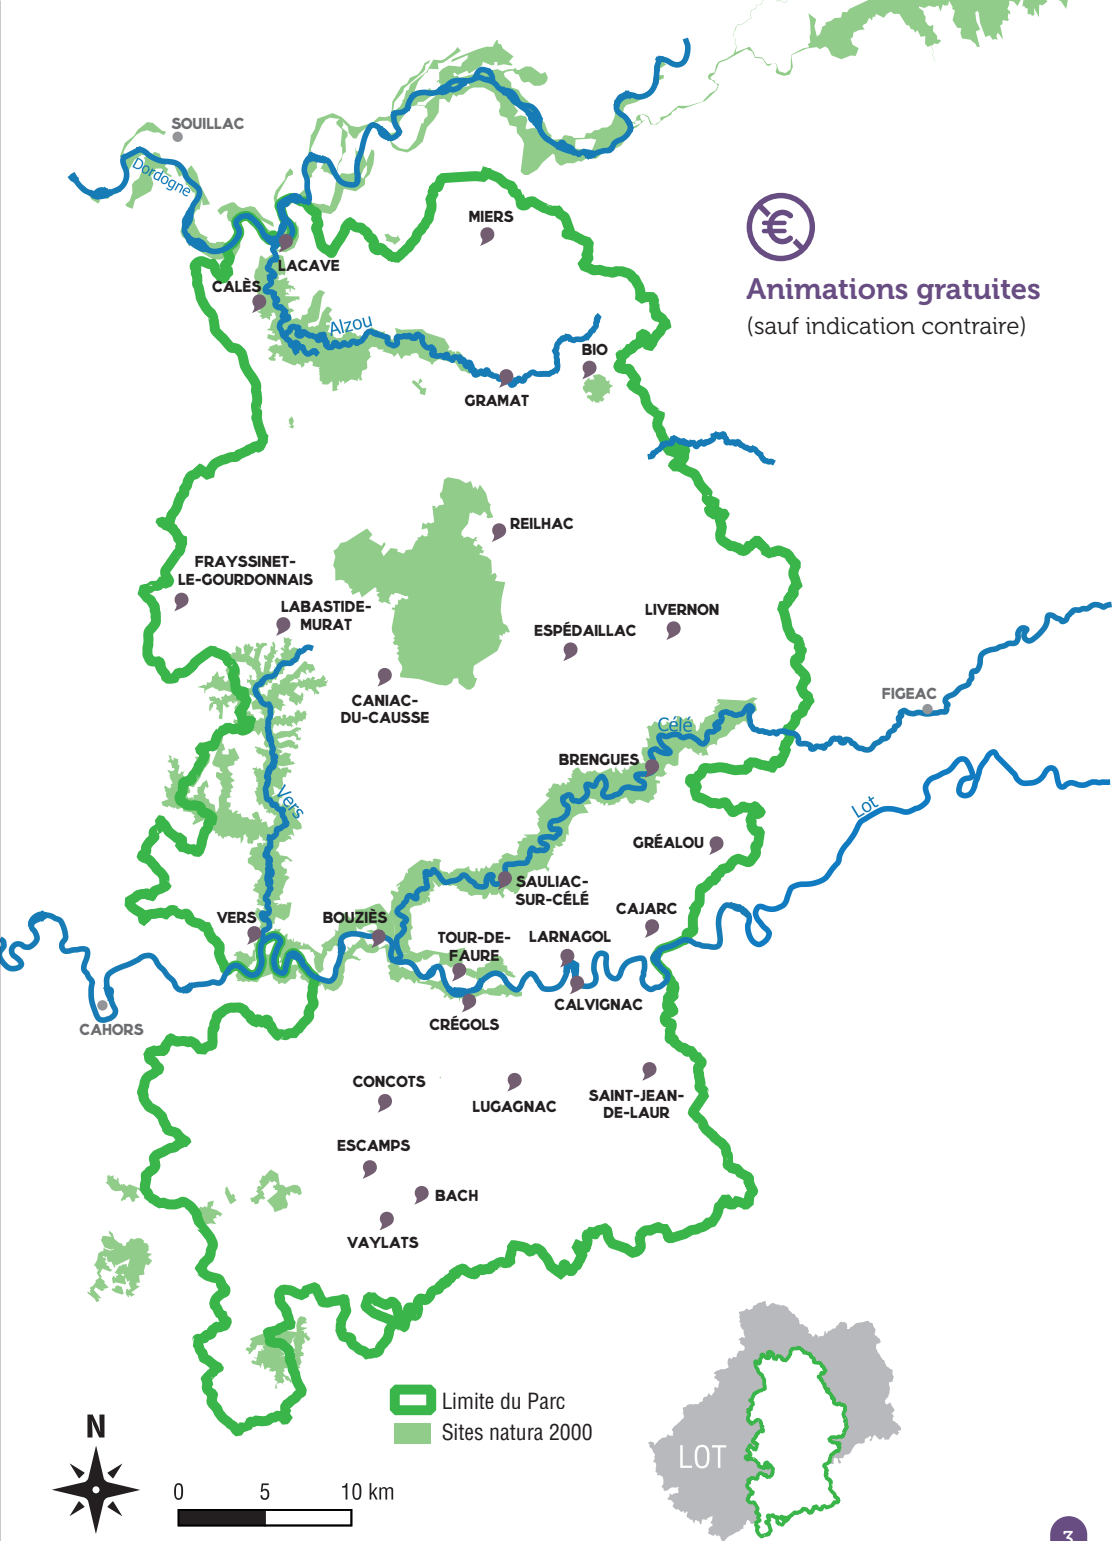 SOUILLAC
Dordogne
MIERS
LACAVE
CALÈS
Alzou
BIO
GRAMAT
€
Animations gratuites
(sauf indication contraire)
REILHAC
FRAYSSINET-
LE-GOURDONNAIS
LABASTIDE-
MURAT
LIVERNON
ESPÉDAILLAC
CANIAC-
DU-CAUSSE
FIGEAC
Célé
BRENGUES
Vers
Lot
GRÉALOU
SAULIAC-
SUR-CÉLÉ
CAJARC
VERS
BOUZIÈS
TOUR-DE-
FAURE
LARNAGOL
CALVIGNAC
CAHORS
CRÉGOLS
CONCOTS
LUGAGNAC
SAINT-JEAN-
DE-LAUR
ESCAMPS
BACH
VAYLATS
Limite du Parc
Sites natura 2000
N
0 5 10 km
LOT
3